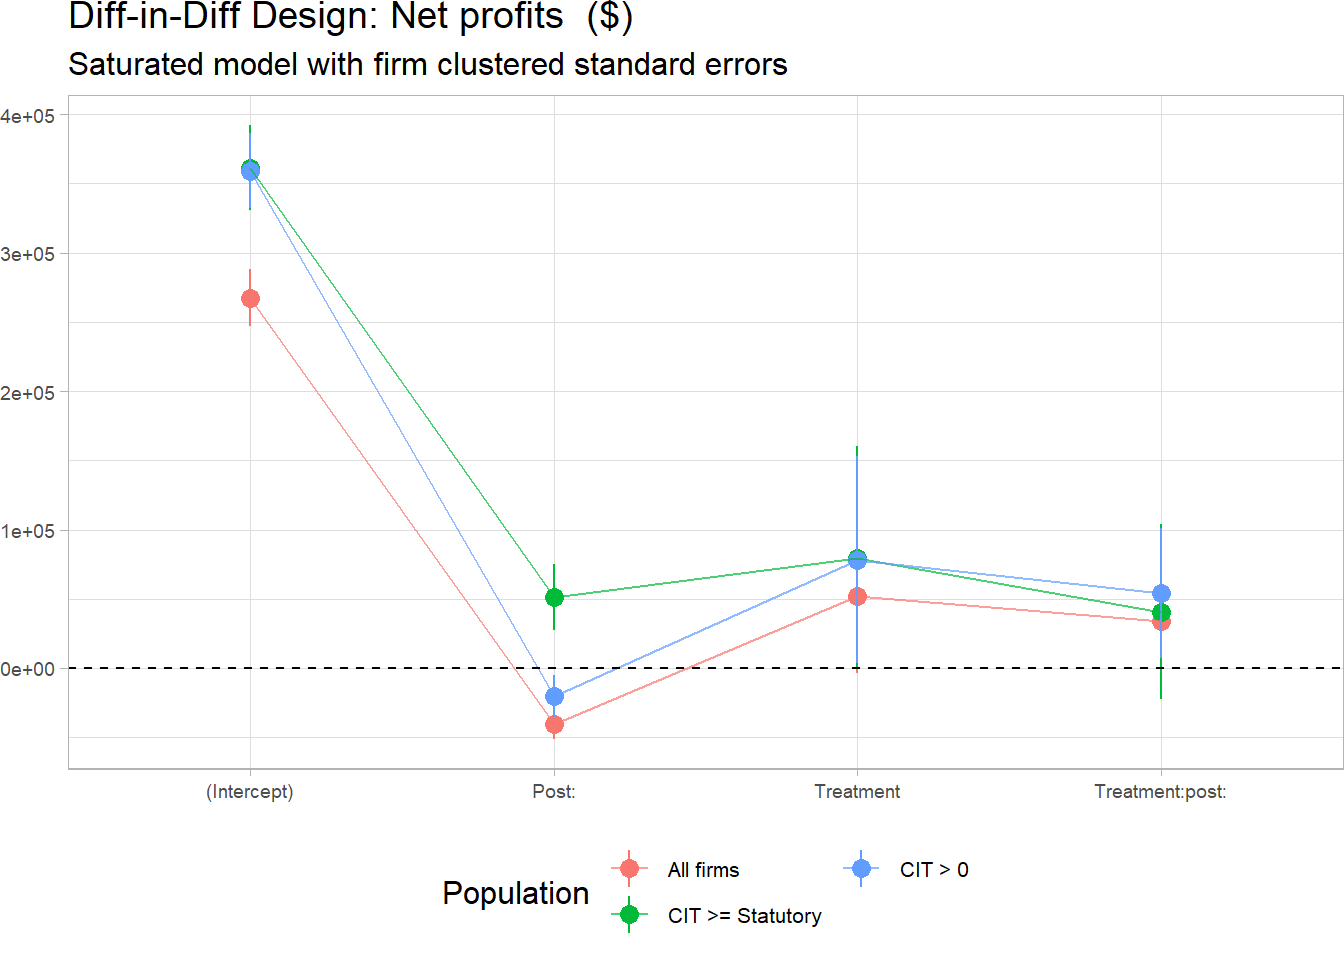 Diff-in-Diff Design: Net profits  ($)
Saturated model with firm clustered standard errors
4e+05
3e+05
2e+05
1e+05
0e+00
(Intercept)
Post:
Treatment
Treatment:post:
Population
All firms
CIT > 0
CIT >= Statutory